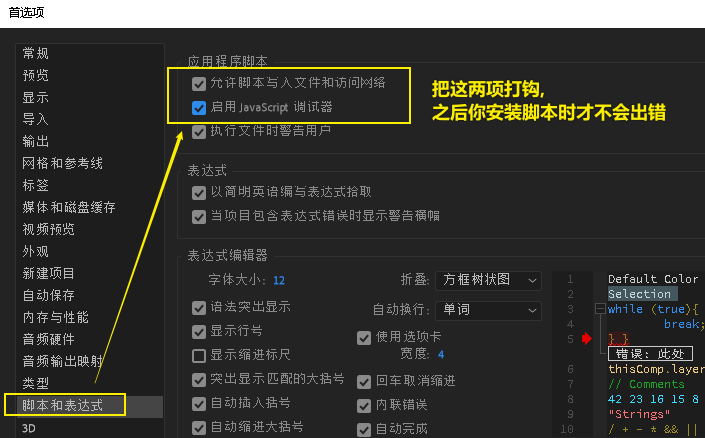 首选项
常规
预览
显示
导入
输出
网格和参考线
标签
媒体和磁盘缓存
视频预览
外观
新建项目
自动保存
内存与性能
音频硬件
音频输出映射
类型
脚本和表达式
3D
应用程序脚本
允许脚本写入文件和访问网络
启用 JavaScript 调试器
执行文件时警告用户
把这两项打钩,
之后你安装脚本时才不会出错
表达式
以简明英语编写表达式拾取
当项目包含表达式错误时显示警告横幅
表达式编辑器
字体大小: 12
折叠: 方框树状图
语法突出显示
自动换行: 单词
显示行号
使用选项卡
显示缩进标尺
宽度: 4
突出显示匹配的大括号
回车取消缩进
自动插入括号
内联错误
自动缩进大括号
自动完成
1 Default Color
2 Selection
3 while (true){
4 break;
5 } }
错误: 此处
6 thisComp.layer
7 // Comments
8 42 23 16 15 8
9 "Strings"
10 / + - * && ||